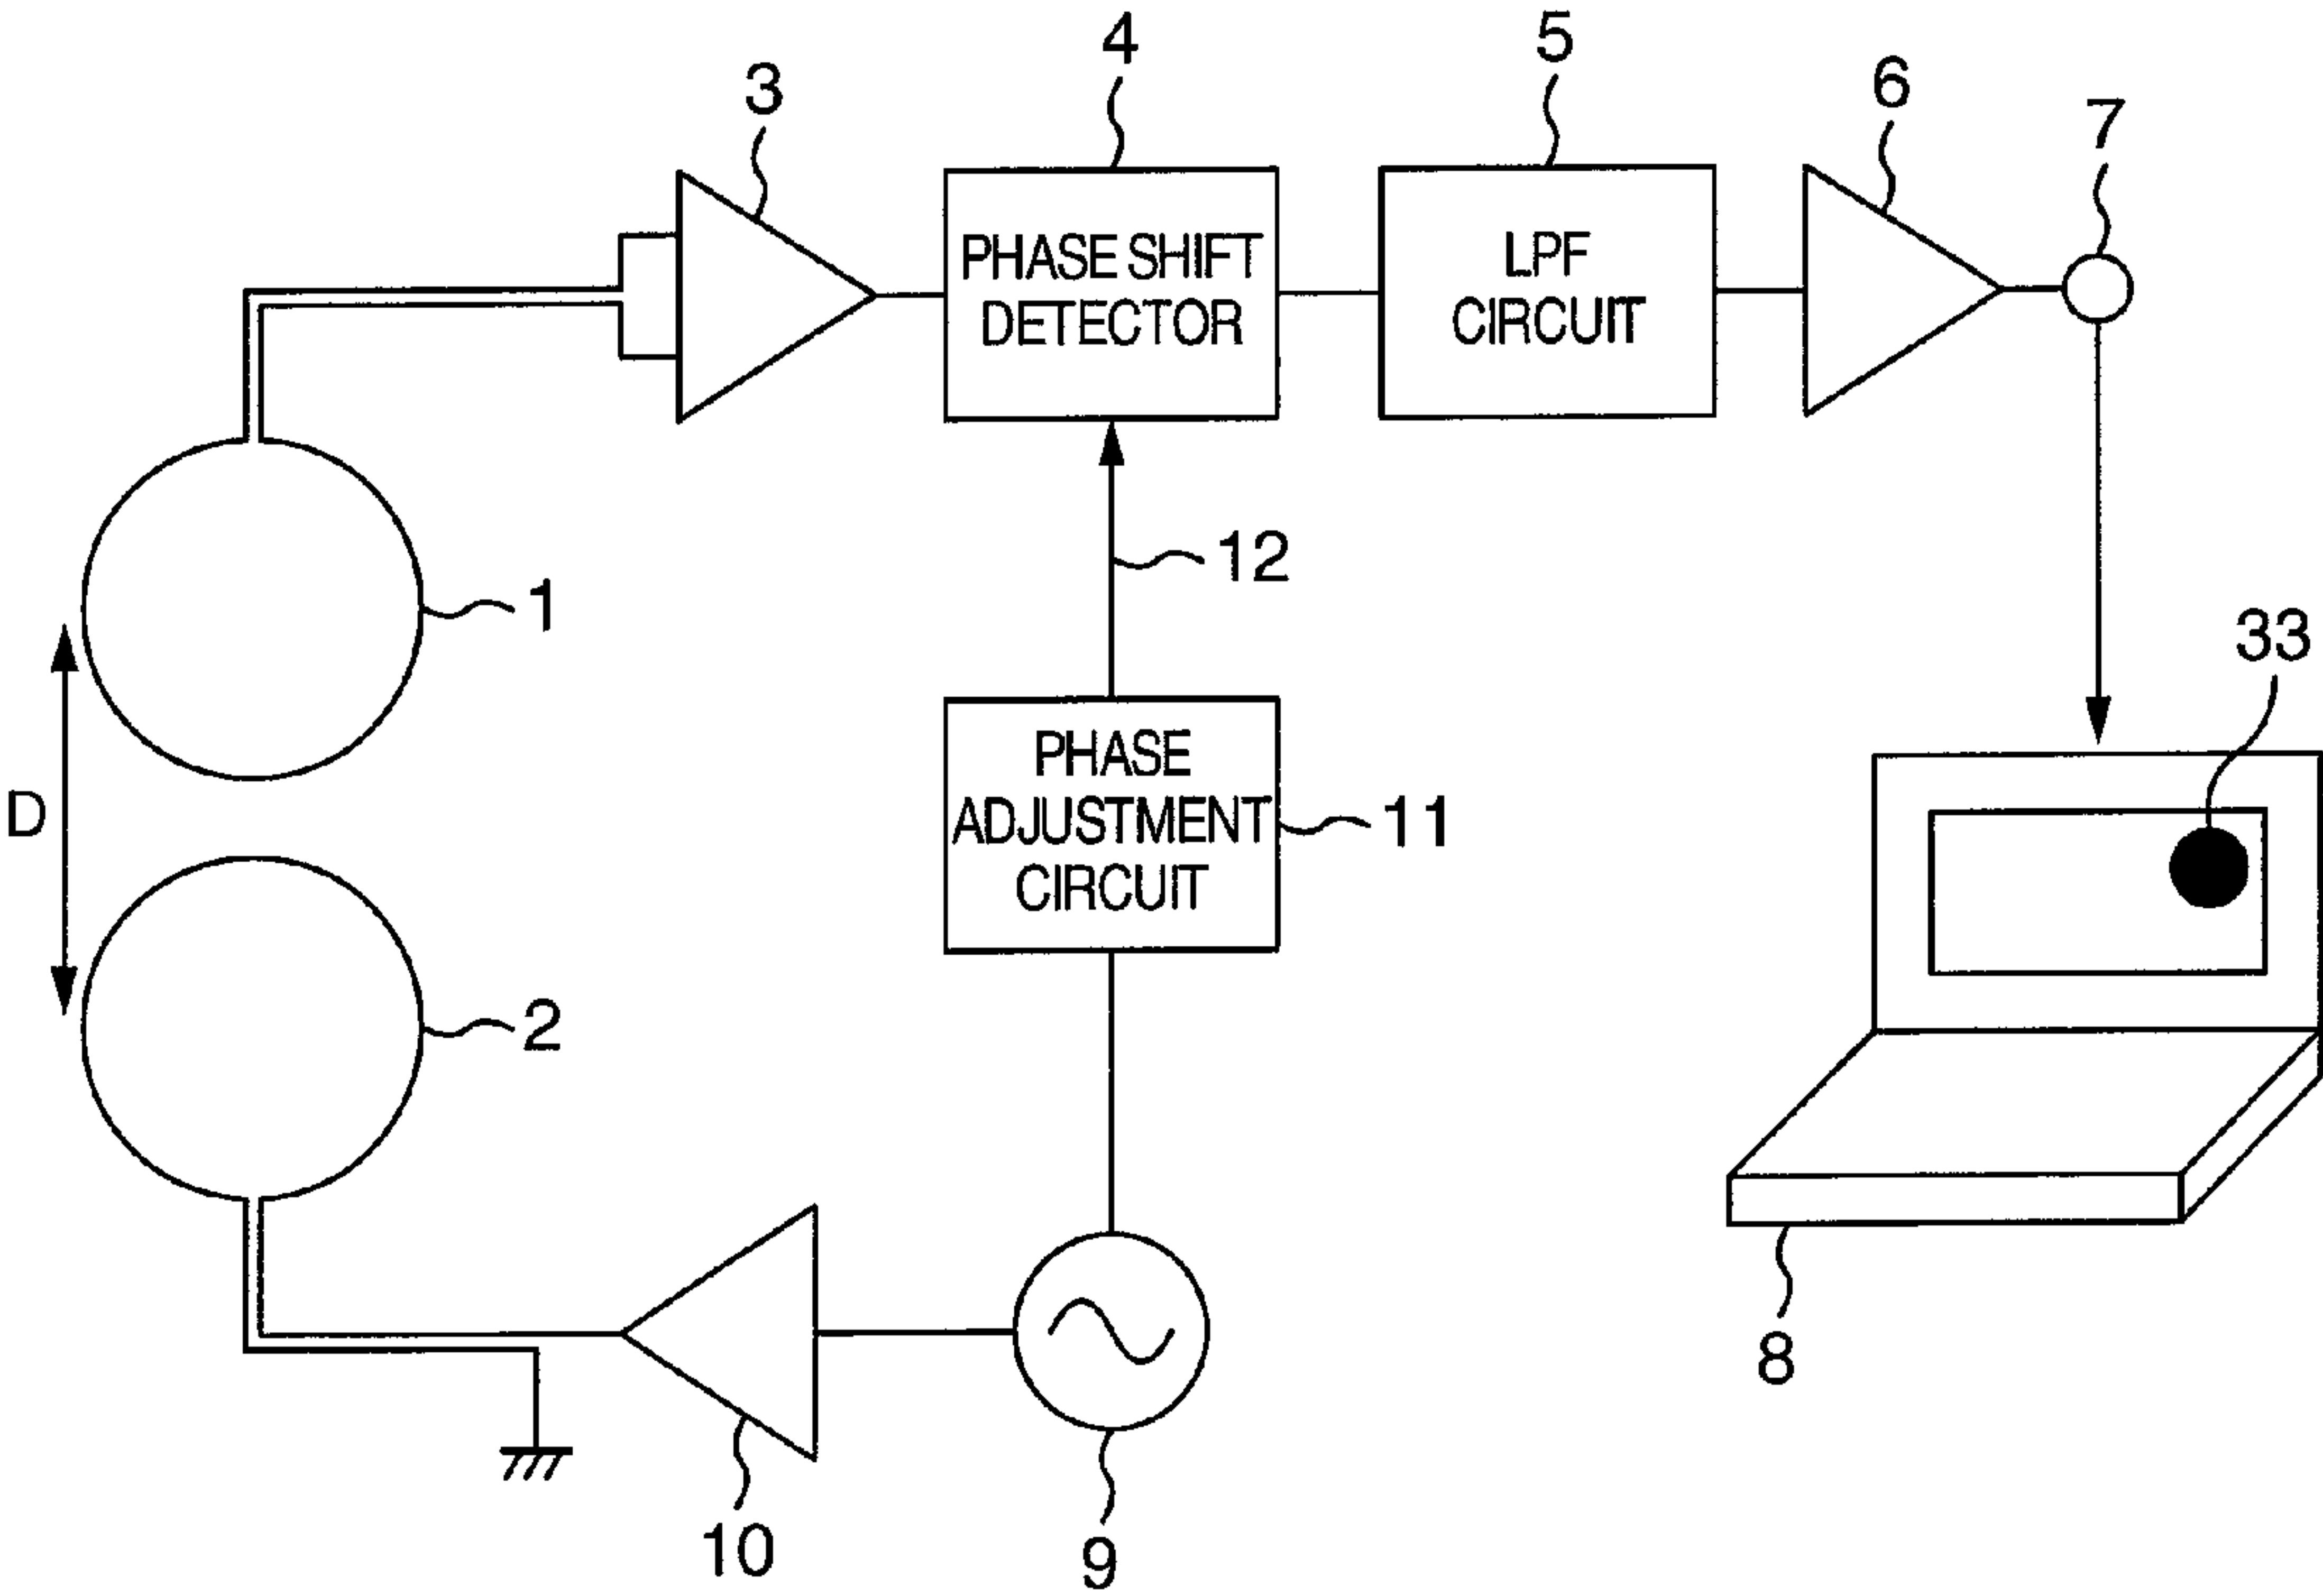 4
5
6
3
7
PHASE SHIFT
DETECTOR
LPF
CIRCUIT
12
1
33
D
PHASE
ADJUSTMENT
CIRCUIT
11
2
8
10
9